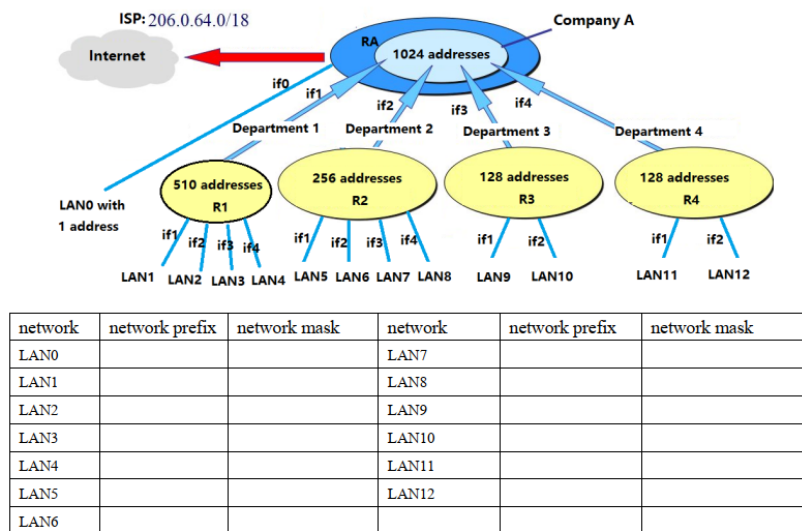 ISP: 206.0.64.0/18
Company A
Internet
RA
1024 addresses
if0
if1
if2
if3
if4
Department 1
Department 2
Department 3
Department 4
LAN0 with
1 address
510 addresses
R1
256 addresses
R2
128 addresses
R3
128 addresses
R4
if1
if2
if3
if4
if1
if2
if3
if4
if1
if2
if1
if2
LAN1
LAN2
LAN3
LAN4
LAN5
LAN6
LAN7
LAN8
LAN9
LAN10
LAN11
LAN12
network network prefix network mask network network prefix network mask
LAN0 LAN7
LAN1 LAN8
LAN2 LAN9
LAN3 LAN10
LAN4 LAN11
LAN5 LAN12
LAN6